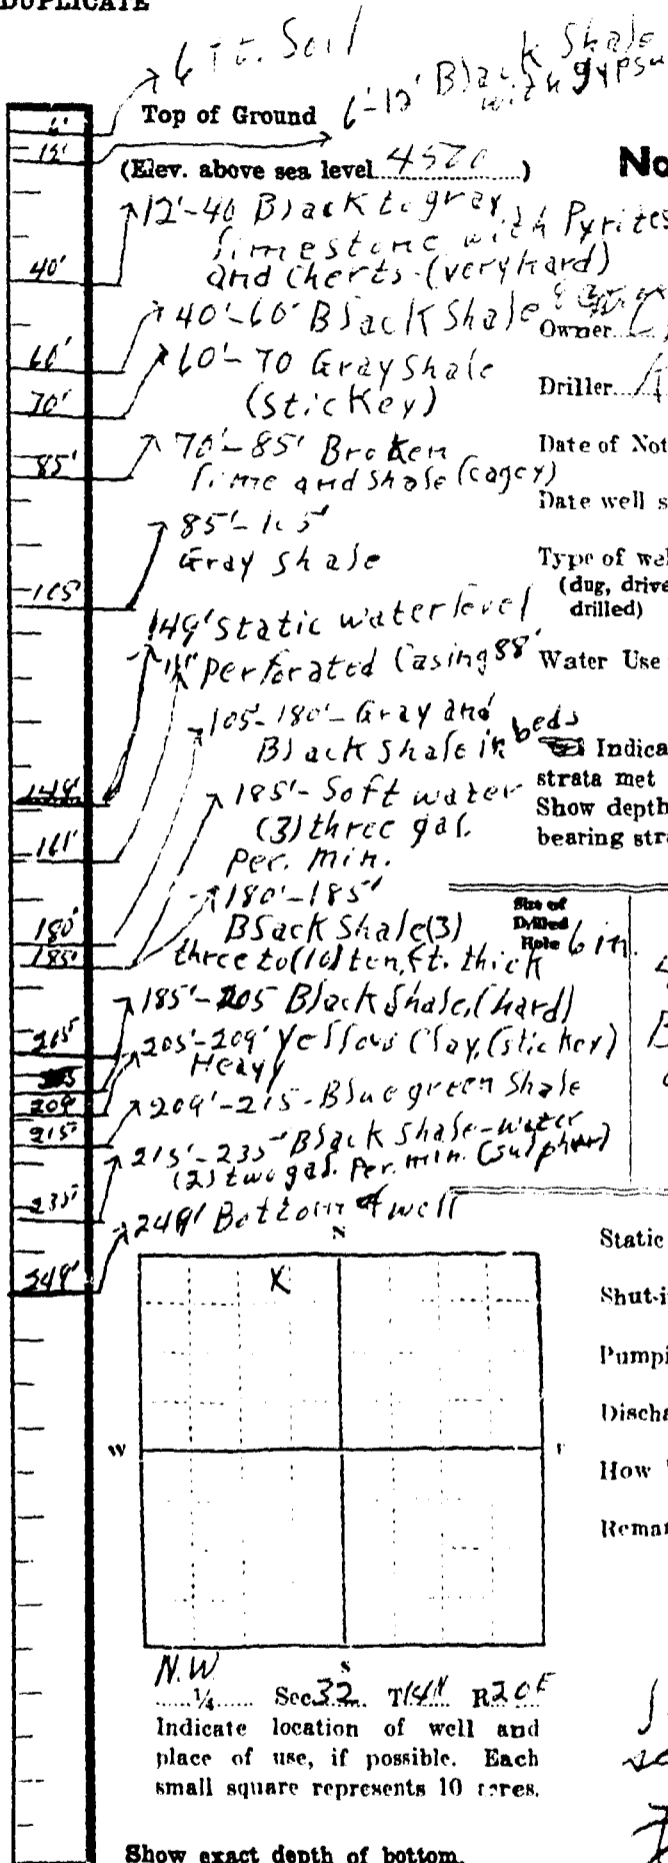 DUPLICATE
6 Ft. Soil
6'-12' Black Shale
with gypsu
Top of Ground
(Elev. above sea level 4520)
No
12'-40 Black to gray
limestone with Pyrites
and Cherts-(very hard)
40'-60' Black Shale
Owner
60'-70 Gray Shale
(Stickey)
Driller
70'-85' Broken
lime and shale (cagey)
Date of Not
Date well s
85'-105'
Gray shale
Type of wel
(dug, drive
drilled)
149' static water level
perforated Casing 88'
Water Use
105-180'-Gray and
Black shale in beds
Indica
strata met
Show depth
bearing stra
185'-Soft water
(3) three gal.
Per. min.
180'-185'
Black Shale (3)
three to (10) ten, ft. thick
Size of
Drilled
Hole 6 in.
185'-205 Black Shale, (hard)
205'-209' Yellow Clay, (stickey)
Heavy
209'-215-Blue green Shale
215'-235'-Black Shale-water
(2) two gal. Per. min. (sulphur)
249' Bottom of well
6'
12'
40'
60'
70'
85'
105
149'
161'
180'
185'
205
209
215
235
249'
N
X
W
S
Static
Shut-i
Pumpi
Discha
How
Remar
N.W.
1/4 Sec 32 T14N R20E
Indicate location of well and
place of use, if possible. Each
small square represents 10 acres.
Show exact depth of bottom.